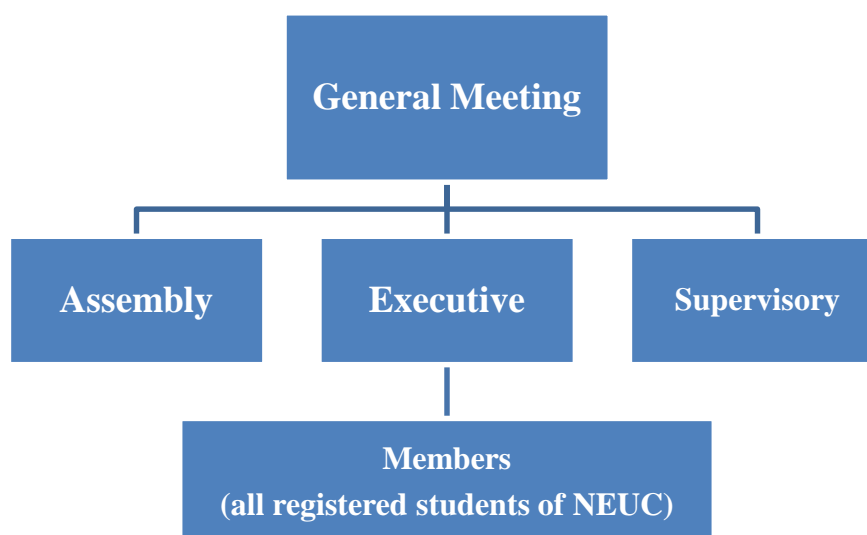 General Meeting
Assembly
Executive
Supervisory
Members
(all registered students of NEUC)